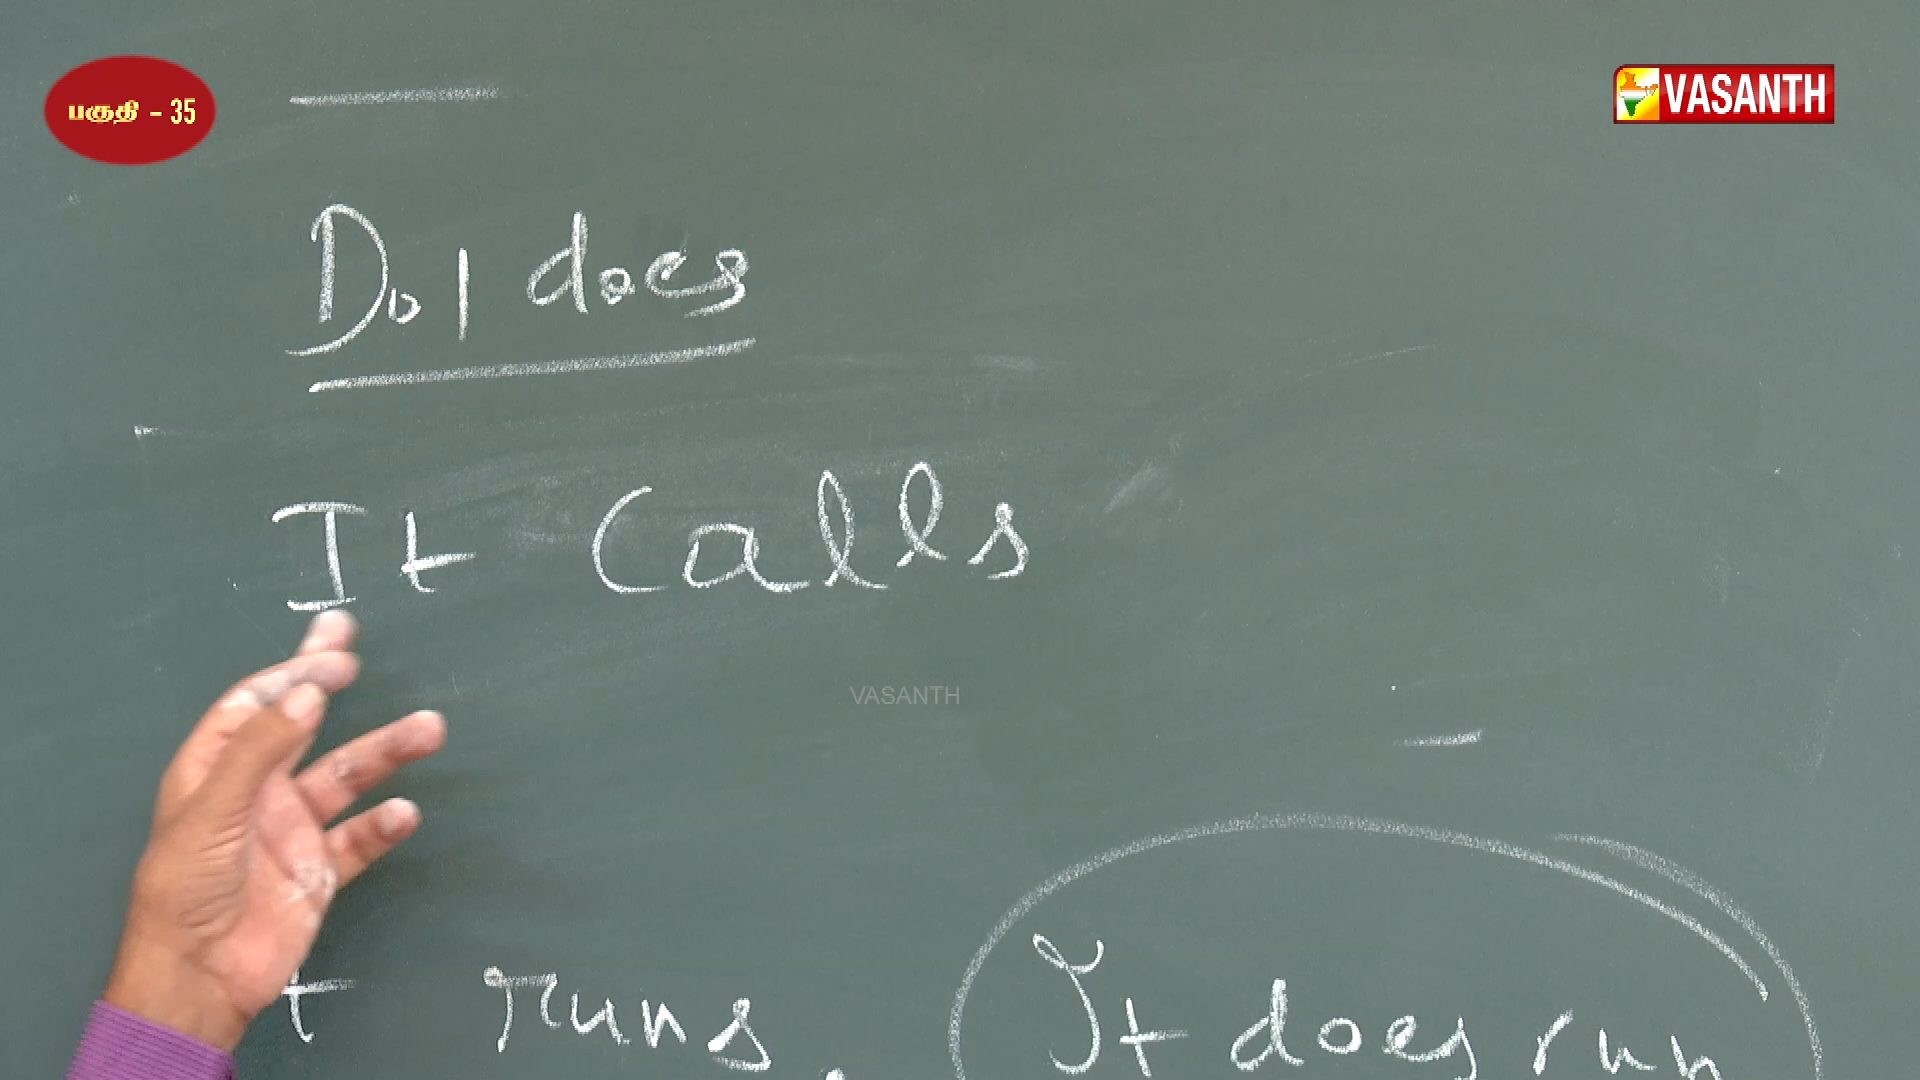 பகுதி - 35
VASANTH
Do | does
It Calls
VASANTH
t runs. It does run